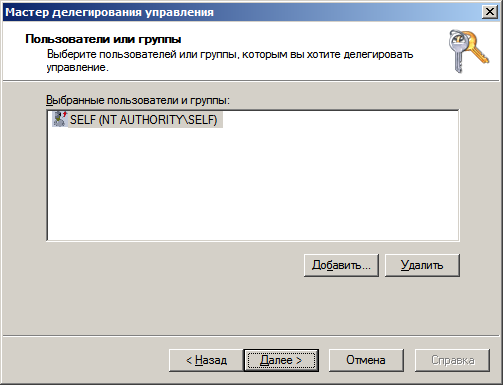 Мастер делегирования управления
Пользователи или группы
Выберите пользователей или группы, которым вы хотите делегировать
управление.
Выбранные пользователи и группы:
SELF (NT AUTHORITY\SELF)
Добавить...
Удалить
< Назад
Далее >
Отмена
Справка